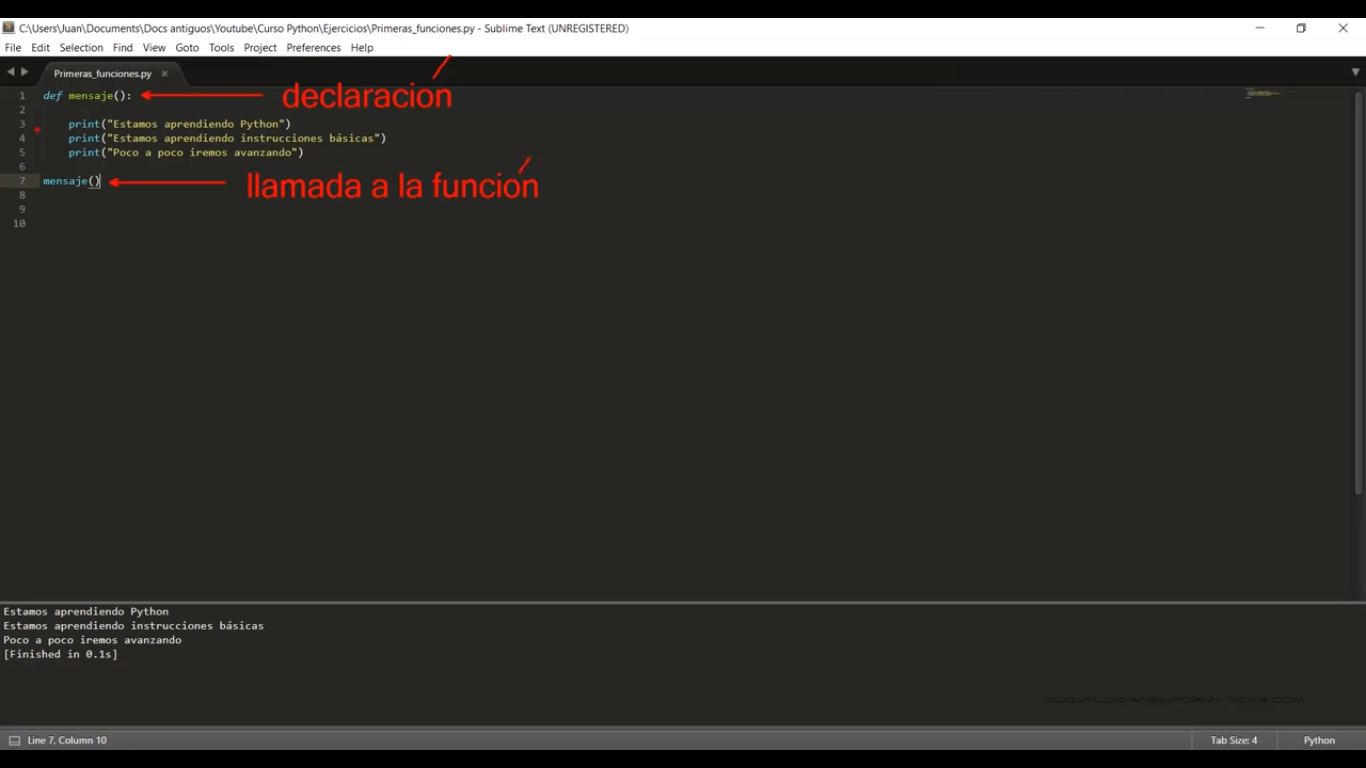 C:\Users\Juan\Documents\Docs antiguos\Youtube\Curso Python\Ejercicios\Primeras_funciones.py - Sublime Text (UNREGISTERED)
File Edit Selection Find View Goto Tools Project Preferences Help
Primeras_funciones.py
1 def mensaje(): declaración
2
3 print("Estamos aprendiendo Python")
4 print("Estamos aprendiendo instrucciones básicas")
5 print("Poco a poco iremos avanzando")
6
7 mensaje() llamada a la función
8
9
10
Estamos aprendiendo Python
Estamos aprendiendo instrucciones básicas
Poco a poco iremos avanzando
[Finished in 0.1s]
Line 7, Column 10 Tab Size: 4 Python